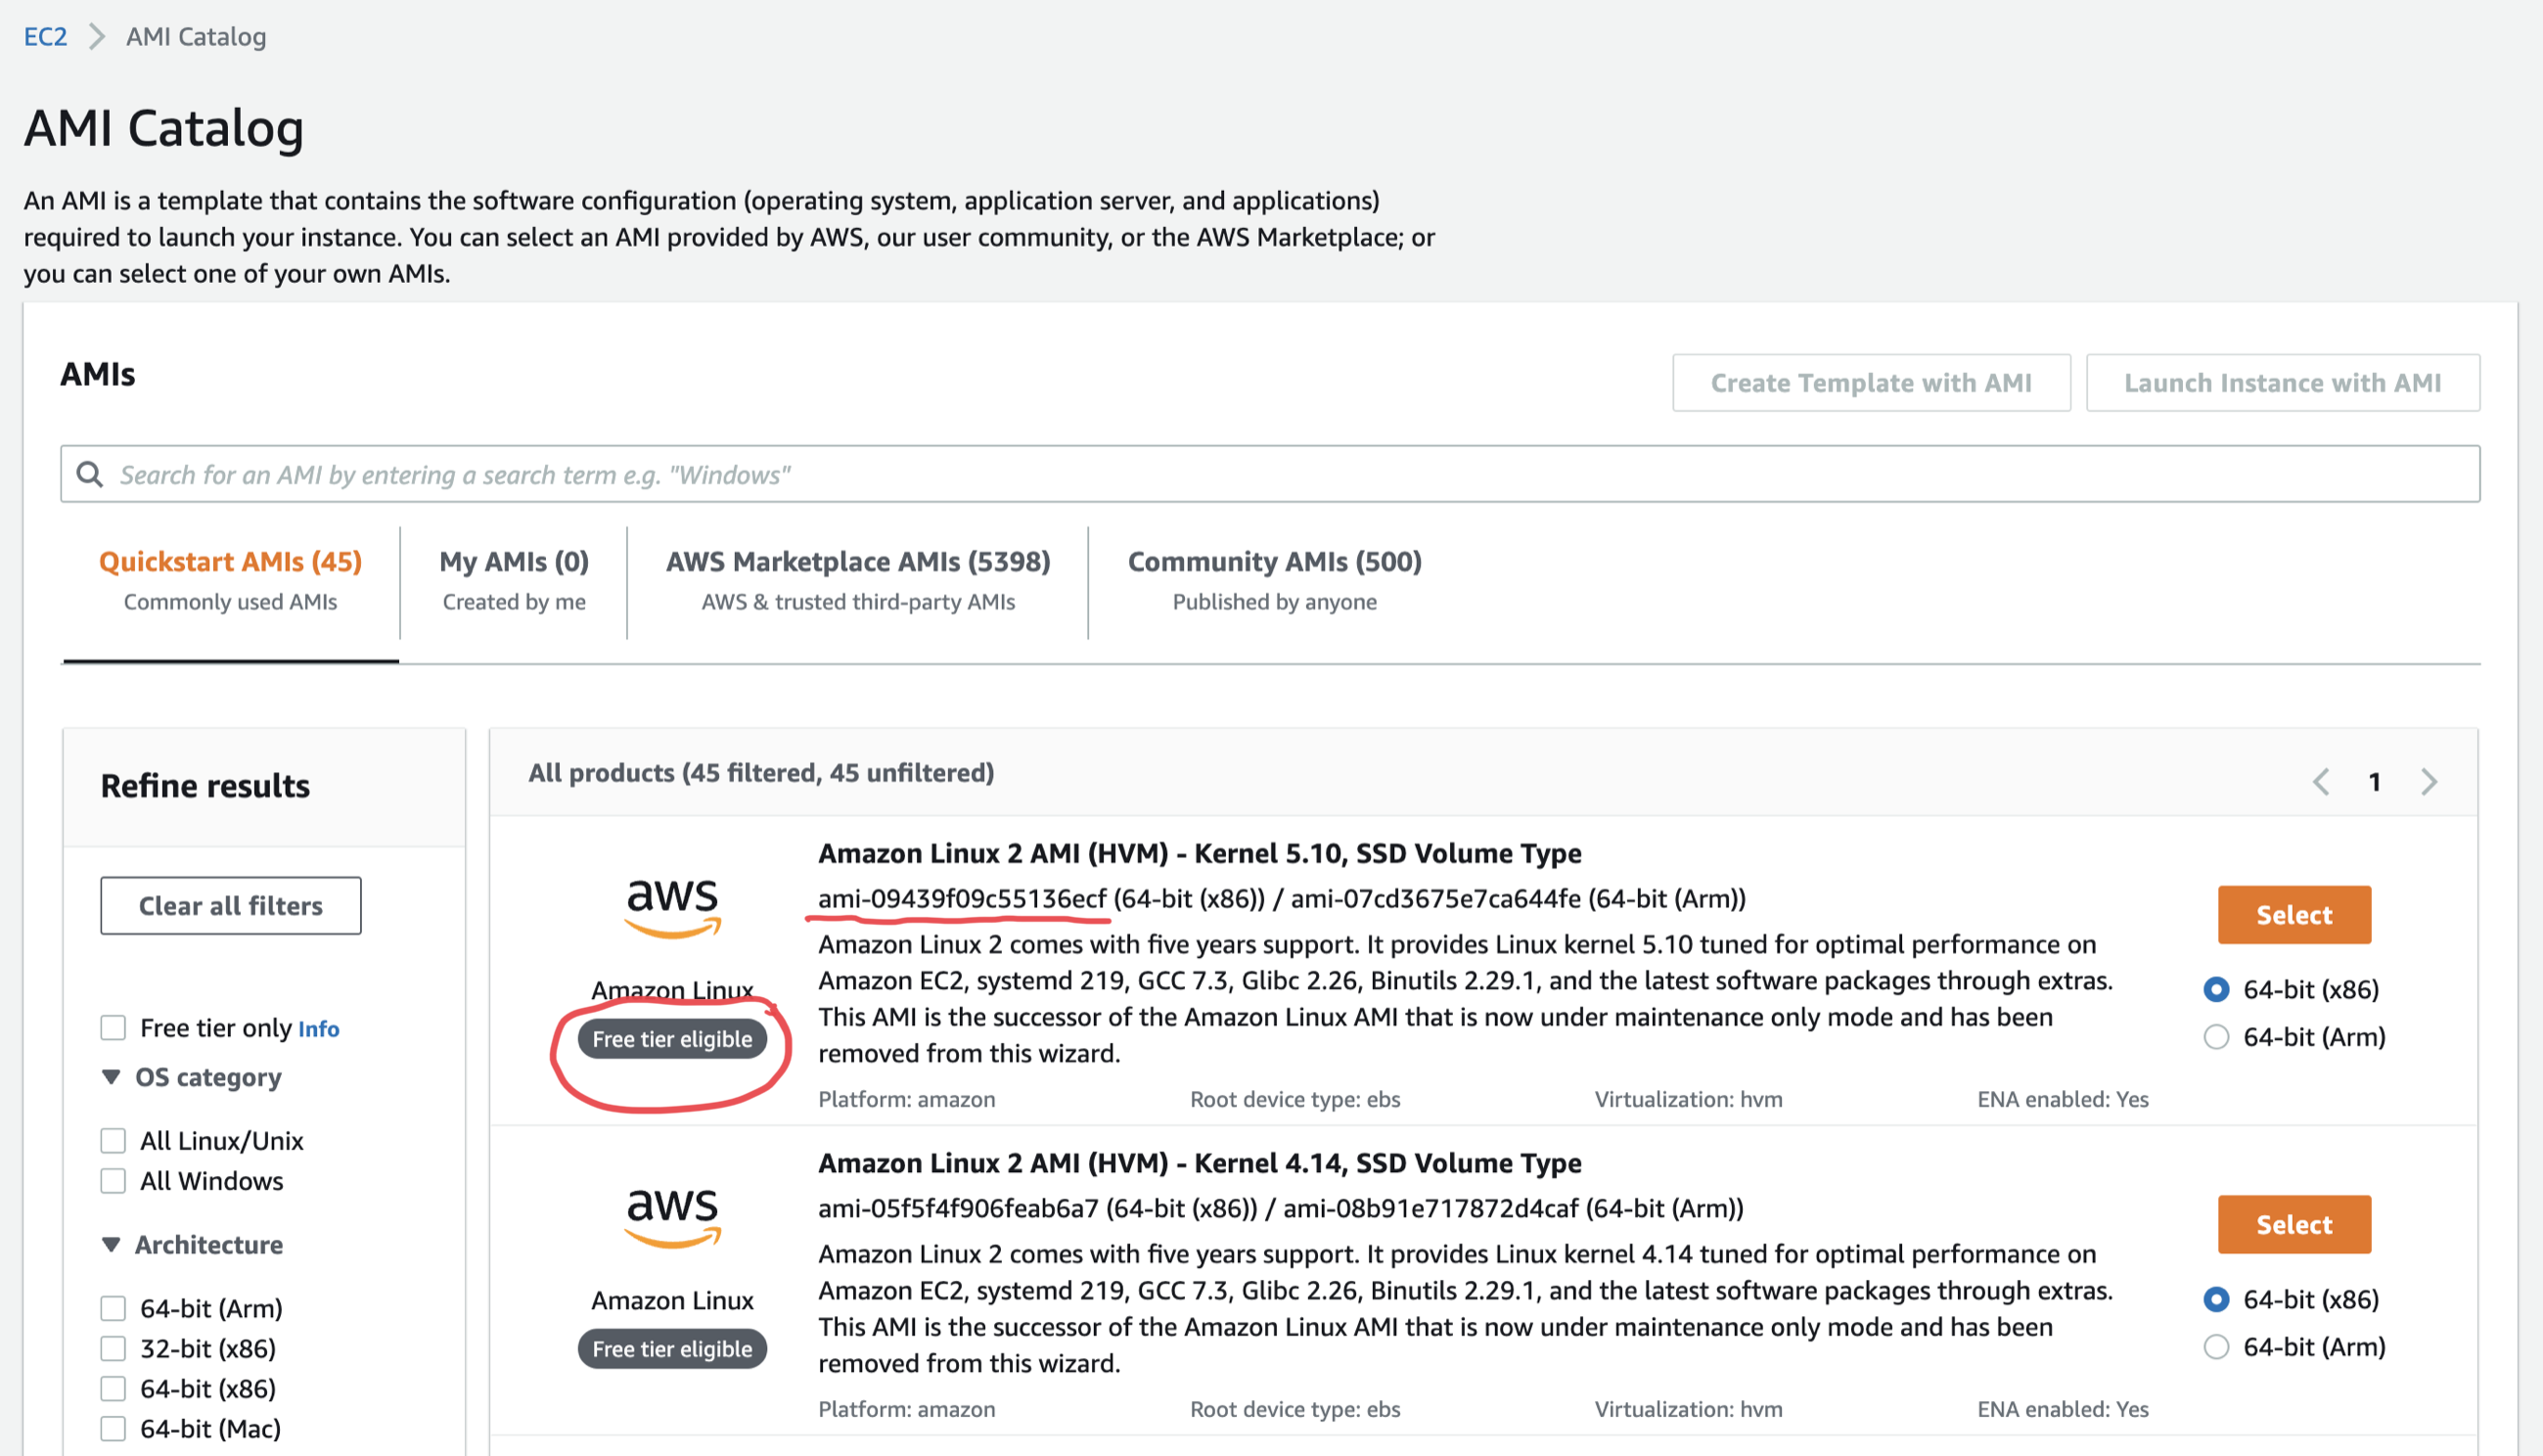 EC2 > AMI Catalog
AMI Catalog
An AMI is a template that contains the software configuration (operating system, application server, and applications)
required to launch your instance. You can select an AMI provided by AWS, our user community, or the AWS Marketplace; or
you can select one of your own AMIs.
AMIs
Create Template with AMI
Launch Instance with AMI
Search for an AMI by entering a search term e.g. "Windows"
Quickstart AMIs (45)
Commonly used AMIs
My AMIs (0)
Created by me
AWS Marketplace AMIs (5398)
AWS & trusted third-party AMIs
Community AMIs (500)
Published by anyone
Refine results
Clear all filters
Free tier only Info
OS category
All Linux/Unix
All Windows
Architecture
64-bit (Arm)
32-bit (x86)
64-bit (x86)
64-bit (Mac)
All products (45 filtered, 45 unfiltered)
1
aws
Amazon Linux
Free tier eligible
Amazon Linux 2 AMI (HVM) - Kernel 5.10, SSD Volume Type
ami-09439f09c55136ecf (64-bit (x86)) / ami-07cd3675e7ca644fe (64-bit (Arm))
Amazon Linux 2 comes with five years support. It provides Linux kernel 5.10 tuned for optimal performance on
Amazon EC2, systemd 219, GCC 7.3, Glibc 2.26, Binutils 2.29.1, and the latest software packages through extras.
This AMI is the successor of the Amazon Linux AMI that is now under maintenance only mode and has been
removed from this wizard.
Platform: amazon
Root device type: ebs
Virtualization: hvm
ENA enabled: Yes
Select
64-bit (x86)
64-bit (Arm)
aws
Amazon Linux
Free tier eligible
Amazon Linux 2 AMI (HVM) - Kernel 4.14, SSD Volume Type
ami-05f5f4f906feab6a7 (64-bit (x86)) / ami-08b91e717872d4caf (64-bit (Arm))
Amazon Linux 2 comes with five years support. It provides Linux kernel 4.14 tuned for optimal performance on
Amazon EC2, systemd 219, GCC 7.3, Glibc 2.26, Binutils 2.29.1, and the latest software packages through extras.
This AMI is the successor of the Amazon Linux AMI that is now under maintenance only mode and has been
removed from this wizard.
Platform: amazon
Root device type: ebs
Virtualization: hvm
ENA enabled: Yes
Select
64-bit (x86)
64-bit (Arm)